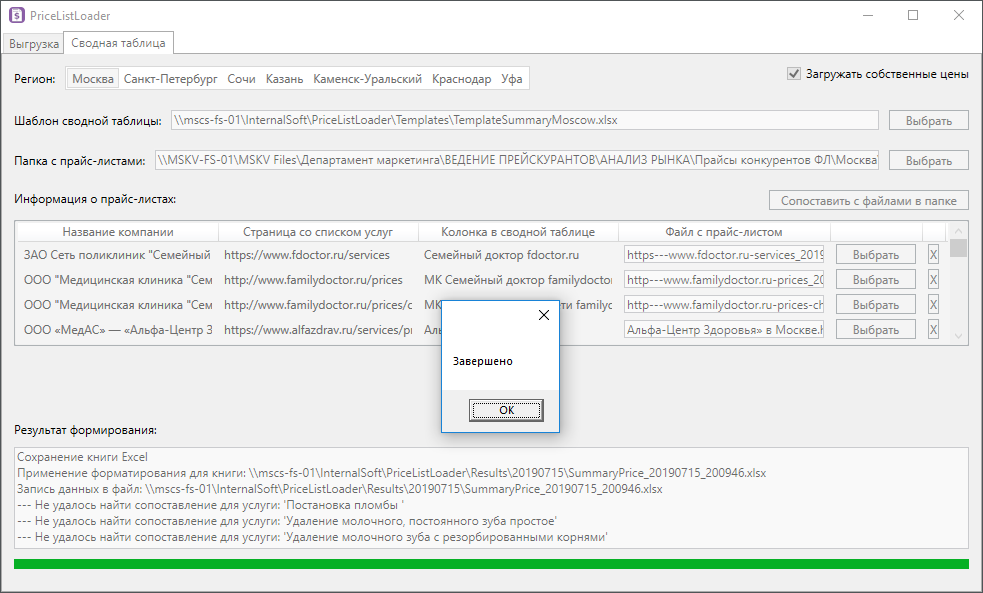 PriceListLoader
Выгрузка Сводная таблица
Регион: Москва Санкт-Петербург Сочи Казань Каменск-Уральский Краснодар Уфа Загружать собственные цены
Шаблон сводной таблицы: \\mscs-fs-01\InternalSoft\PriceListLoader\Templates\TemplateSummaryMoscow.xlsx Выбрать
Папка с прайс-листами: \\MSKV-FS-01\MSKV Files\Департамент маркетинга\ВЕДЕНИЕ ПРЕЙСКУРАНТОВ\АНАЛИЗ РЫНКА\Прайсы конкурентов ФЛ\Москва Выбрать
Информация о прайс-листах: Сопоставить с файлами в папке
Название компании Страница со списком услуг Колонка в сводной таблице Файл с прайс-листом
ЗАО Сеть поликлиник "Семейный https://www.fdoctor.ru/services Семейный доктор fdoctor.ru https---www.fdoctor.ru-services_2019 Выбрать X
ООО "Медицинская клиника "Сем http://www.familydoctor.ru/prices МК Семейный доктор familydoctor http---www.familydoctor.ru-prices_20 Выбрать X
ООО "Медицинская клиника "Сем http://www.familydoctor.ru/prices/c МК ти familyc http---www.familydoctor.ru-prices-ch Выбрать X
ООО «МедАС» — «Альфа-Центр З https://www.alfazdrav.ru/services/pr Аль Альфа-Центр Здоровья» в Москве. Выбрать X
Завершено
OK
Результат формирования:
Сохранение книги Excel
Применение форматирования для книги: \\mscs-fs-01\InternalSoft\PriceListLoader\Results\20190715\SummaryPrice_20190715_200946.xlsx
Запись данных в файл: \\mscs-fs-01\InternalSoft\PriceListLoader\Results\20190715\SummaryPrice_20190715_200946.xlsx
--- Не удалось найти сопоставление для услуги: 'Постановка пломбы '
--- Не удалось найти сопоставление для услуги: 'Удаление молочного, постоянного зуба простое'
--- Не удалось найти сопоставление для услуги: 'Удаление молочного зуба с резорбированными корнями'